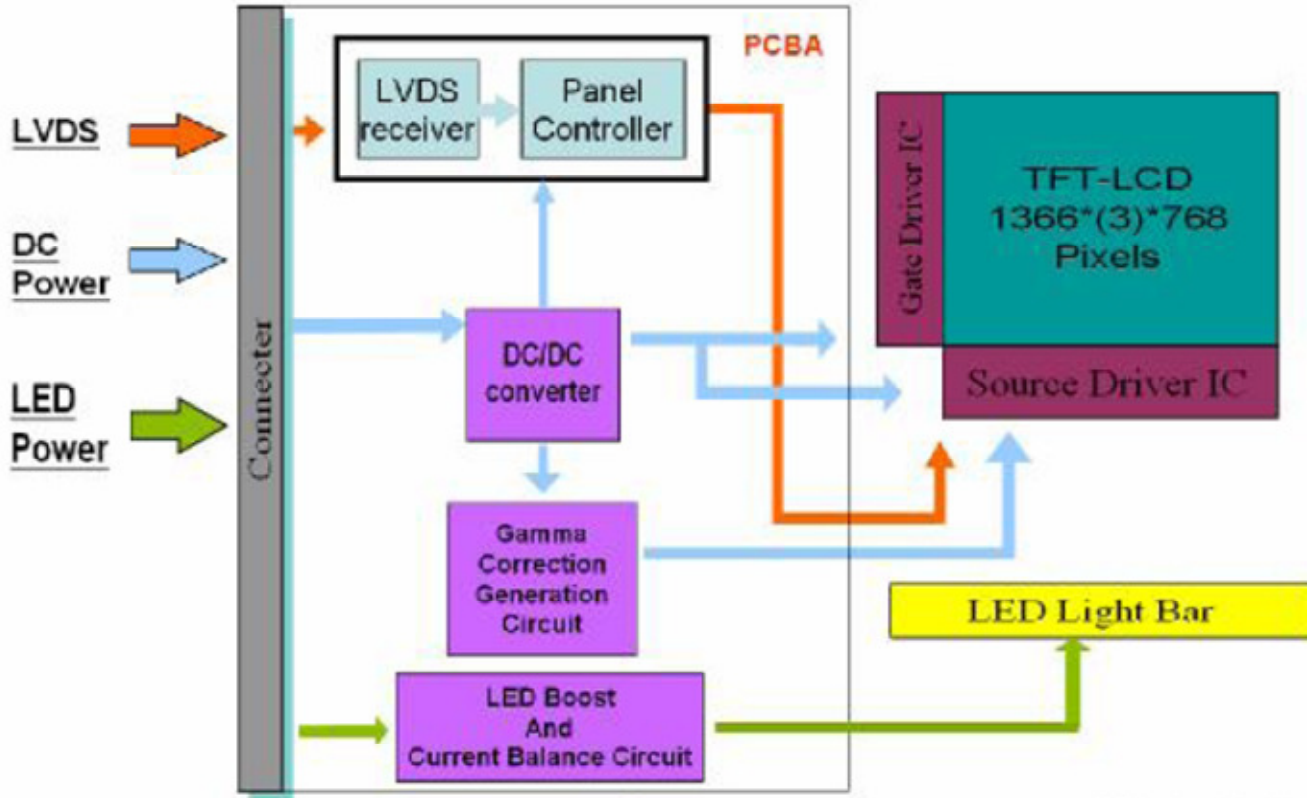 PCBA
LVDS
DC
Power
LED
Power
Connecter
LVDS
receiver
Panel
Controller
DC/DC
converter
Gamma
Correction
Generation
Circuit
LED Boost
And
Current Balance Circuit
Gate Driver IC
TFT-LCD
1366*(3)*768
Pixels
Source Driver IC
LED Light Bar